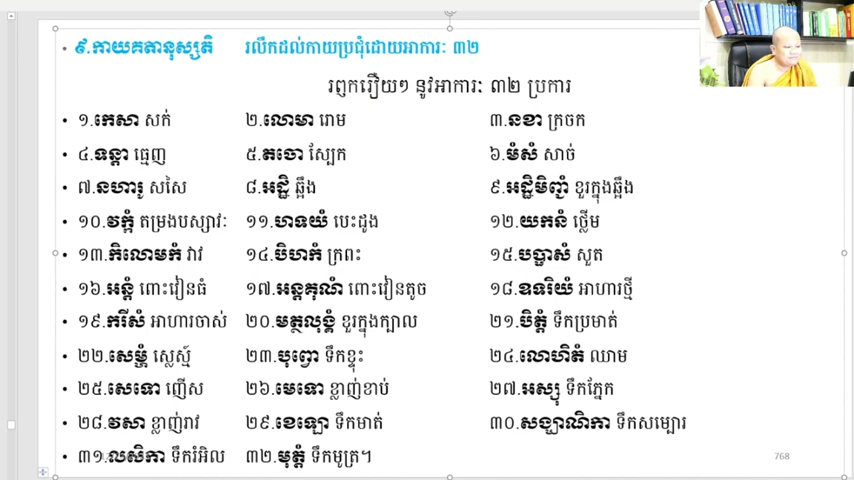 ៩.កាយគតានុស្សតិ រលឹកដល់កាយប្រជុំដោយអាការៈ ៣២
រឭកឿយៗ នូវអាការៈ ៣២ ប្រការ
១.កេសា សក់ ២.លោមា រោម ៣.នខា ក្រចក
៤.ទន្តា ធ្មេញ ៥.តចោ ស្បែក ៦.មំសំ សាច់
៧.នហារូ សសៃ ៨.អដ្ឋិ ឆ្អឹង ៩.អដ្ឋិមិញ្ជំ ខួរក្នុងឆ្អឹង
១០.វក្កំ តម្រងបស្សាវៈ ១១.ហទយំ បេះដូង ១២.យកនំ ថ្លើម
១៣.កិលោមកំ វាវ ១៤.បិហកំ ក្រពះ ១៥.បប្ផាសំ សួត
១៦.អន្តំ ពោះវៀនធំ ១៧.អន្តគុណំ ពោះវៀនតូច ១៨.ឧទរិយំ អាហារថ្មី
១៩.ករីសំ អាហារចាស់ ២០.មត្ថលុង្គំ ខួរក្នុងក្បាល ២១.បិត្តំ ទឹកប្រមាត់
២២.សេម្ហំ ស្លេស្ម៍ ២៣.បុព្វោ ទឹកខ្ទុះ ២៤.លោហិតំ ឈាម
២៥.សេទោ ញើស ២៦.មេទោ ខ្លាញ់ខាប់ ២៧.អស្សុ ទឹកភ្នែក
២៨.វសា ខ្លាញ់រាវ ២៩.ខេឡោ ទឹកមាត់ ៣០.សង្ឃាណិកា ទឹកសម្បោរ
៣១.លសិកា ទឹករំអិល ៣២.មុត្តំ ទឹកមូត្រ។ 768